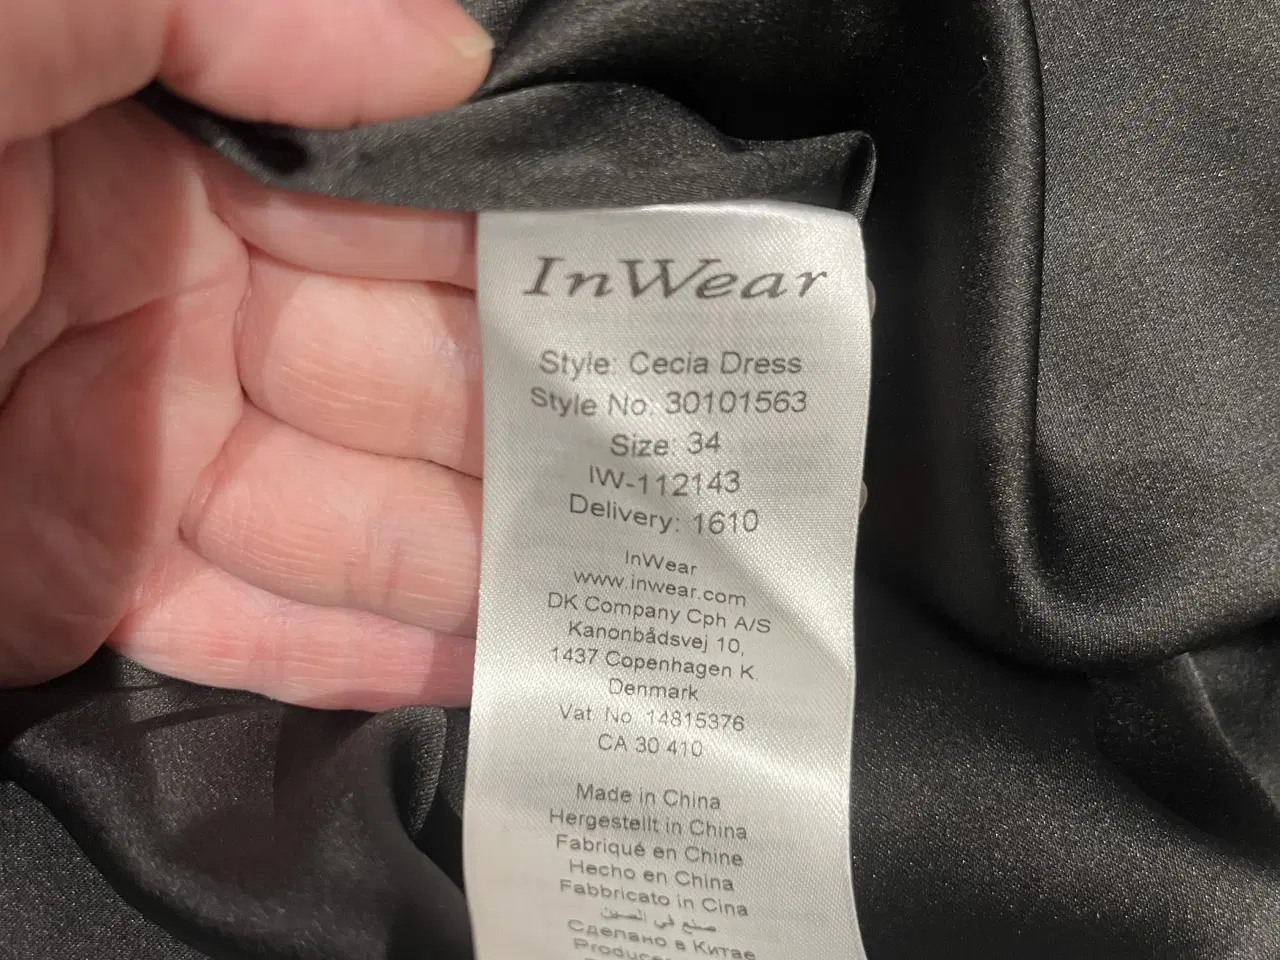 InWear
Style: Cecia Dress
Style No. 30101563
Size: 34
IW-112143
Delivery: 1610
InWear
www.inwear.com
DK Company Cph A/S
Kanonbådsvej 10,
1437 Copenhagen K.
Denmark
Vat. No. 14815376
CA 30 410
Made in China
Hergestellt in China
Fabriqué en Chine
Hecho en China
Fabbricato in Cina
صنع في الصين
Сделано в Китае